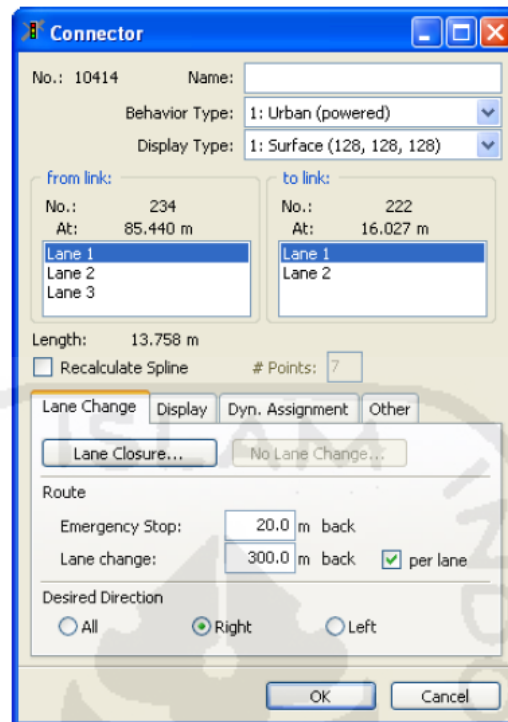 Connector
No.: 10414 Name:
Behavior Type: 1: Urban (powered)
Display Type: 1: Surface (128, 128, 128)
from link:
No.: 234
At: 85.440 m
Lane 1
Lane 2
Lane 3
to link:
No.: 222
At: 16.027 m
Lane 1
Lane 2
Length: 13.758 m
Recalculate Spline # Points: 7
Lane Change Display Dyn. Assignment Other
Lane Closure... No Lane Change...
Route
Emergency Stop: 20.0 m back
Lane change: 300.0 m back per lane
Desired Direction
All Right Left
OK Cancel
ISLAM